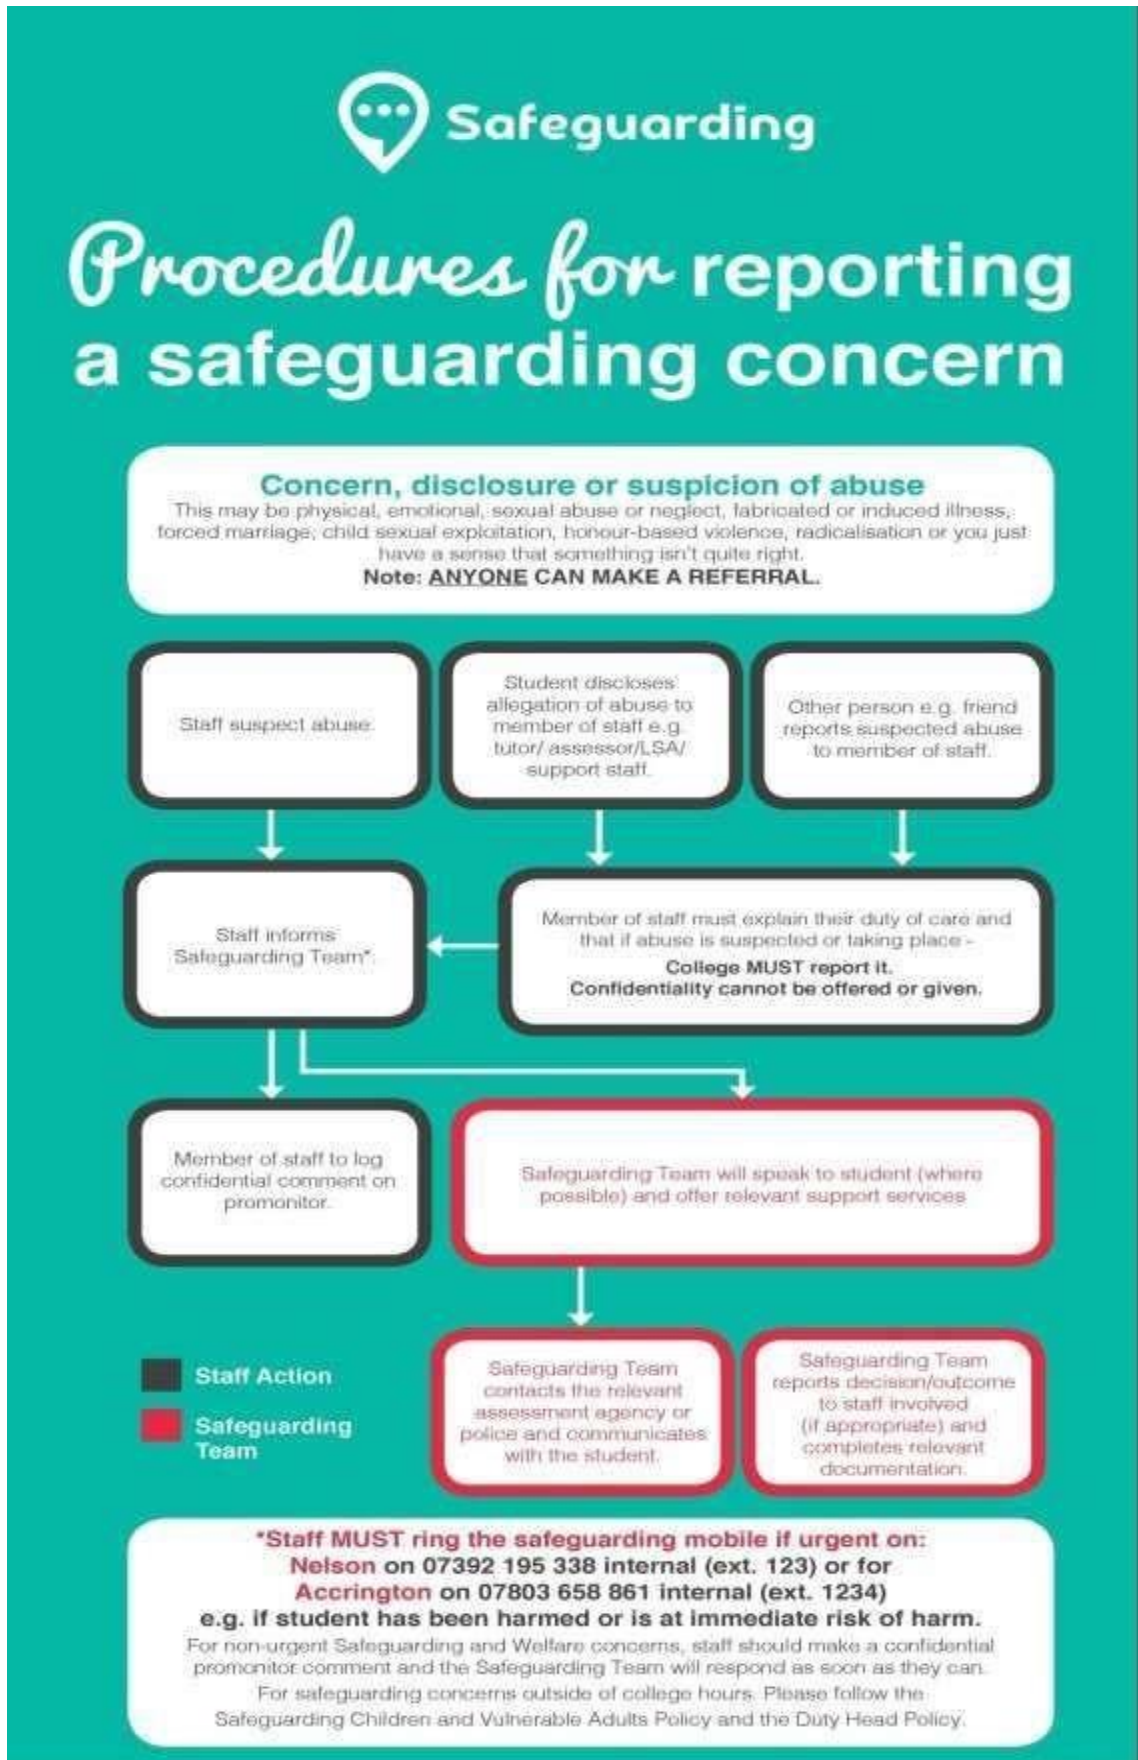 Safeguarding
Procedures for reporting
a safeguarding concern
Concern, disclosure or suspicion of abuse
This may be physical, emotional, sexual abuse or neglect, fabricated or induced illness,
forced marriage, child sexual exploitation, honour-based violence, radicalisation or you just
have a sense that something isn't quite right.
Note: ANYONE CAN MAKE A REFERRAL.
Staff suspect abuse.
Student discloses
allegation of abuse to
member of staff e.g.
tutor/ assessor/LSA/
support staff.
Other person e.g. friend
reports suspected abuse
to member of staff.
Staff informs
Safeguarding Team*.
Member of staff must explain their duty of care and
that if abuse is suspected or taking place -
College MUST report it.
Confidentiality cannot be offered or given.
Member of staff to log
confidential comment on
promonitor.
Safeguarding Team will speak to student (where
possible) and offer relevant support services
Staff Action
Safeguarding
Team
Safeguarding Team
contacts the relevant
assessment agency or
police and communicates
with the student.
Safeguarding Team
reports decision/outcome
to staff involved
(if appropriate) and
completes relevant
documentation.
*Staff MUST ring the safeguarding mobile if urgent on:
Nelson on 07392 195 338 internal (ext. 123) or for
Accrington on 07803 658 861 internal (ext. 1234)
e.g. if student has been harmed or is at immediate risk of harm.
For non-urgent Safeguarding and Welfare concerns, staff should make a confidential
promonitor comment and the Safeguarding Team will respond as soon as they can.
For safeguarding concerns outside of college hours. Please follow the
Safeguarding Children and Vulnerable Adults Policy and the Duty Head Policy.